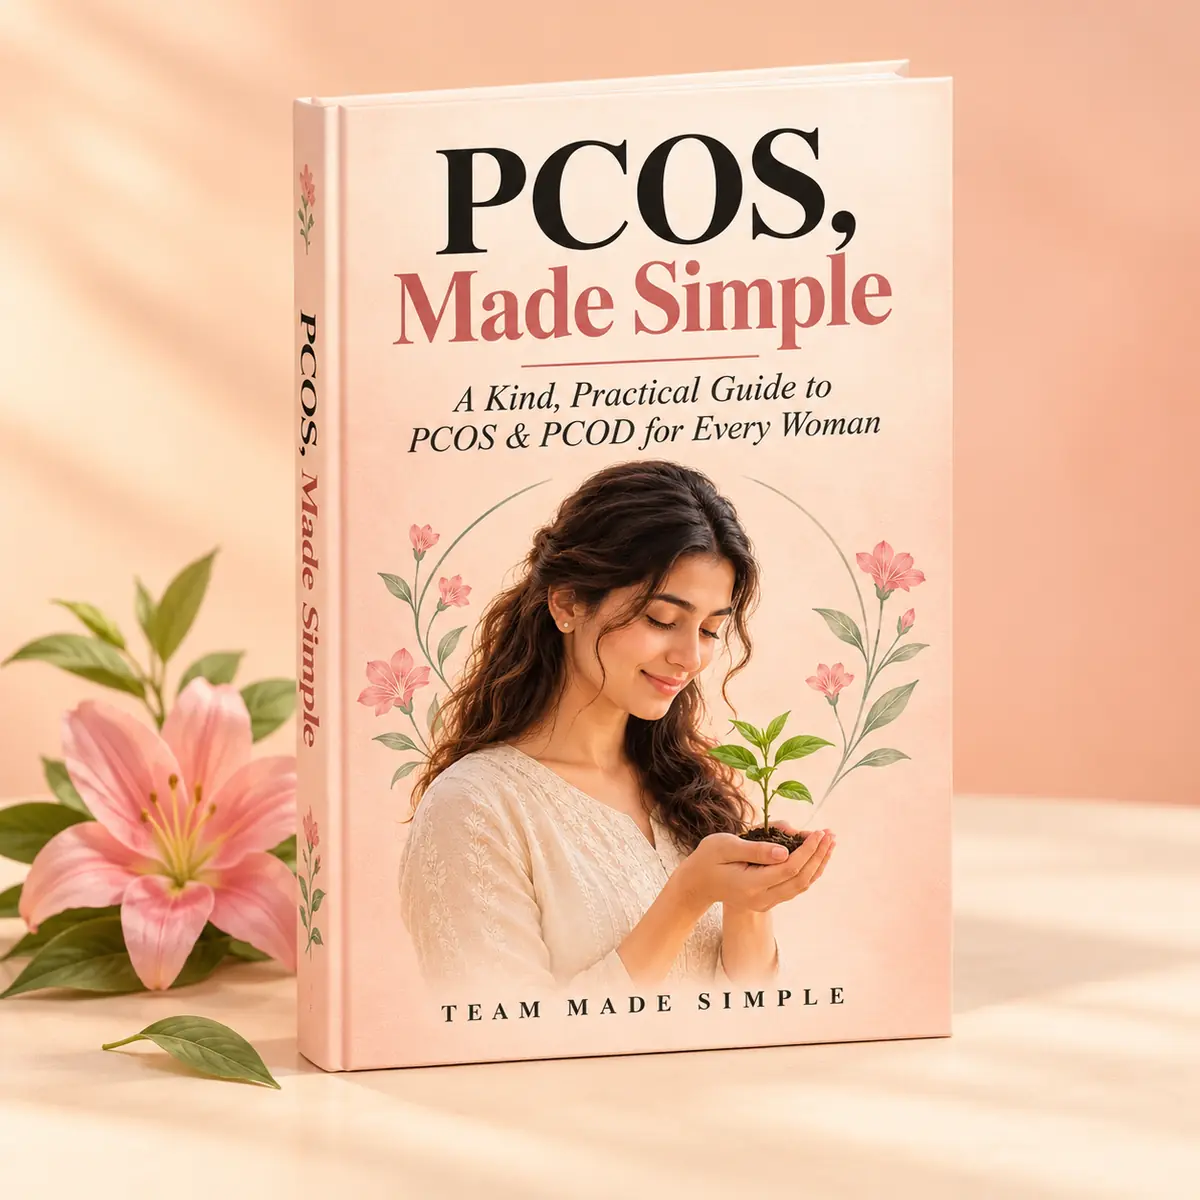 PCOS,
Made Simple
A Kind, Practical Guide to
PCOS & PCOD for Every Woman
TEAM MADE SIMPLE
PCOS, Made Simple